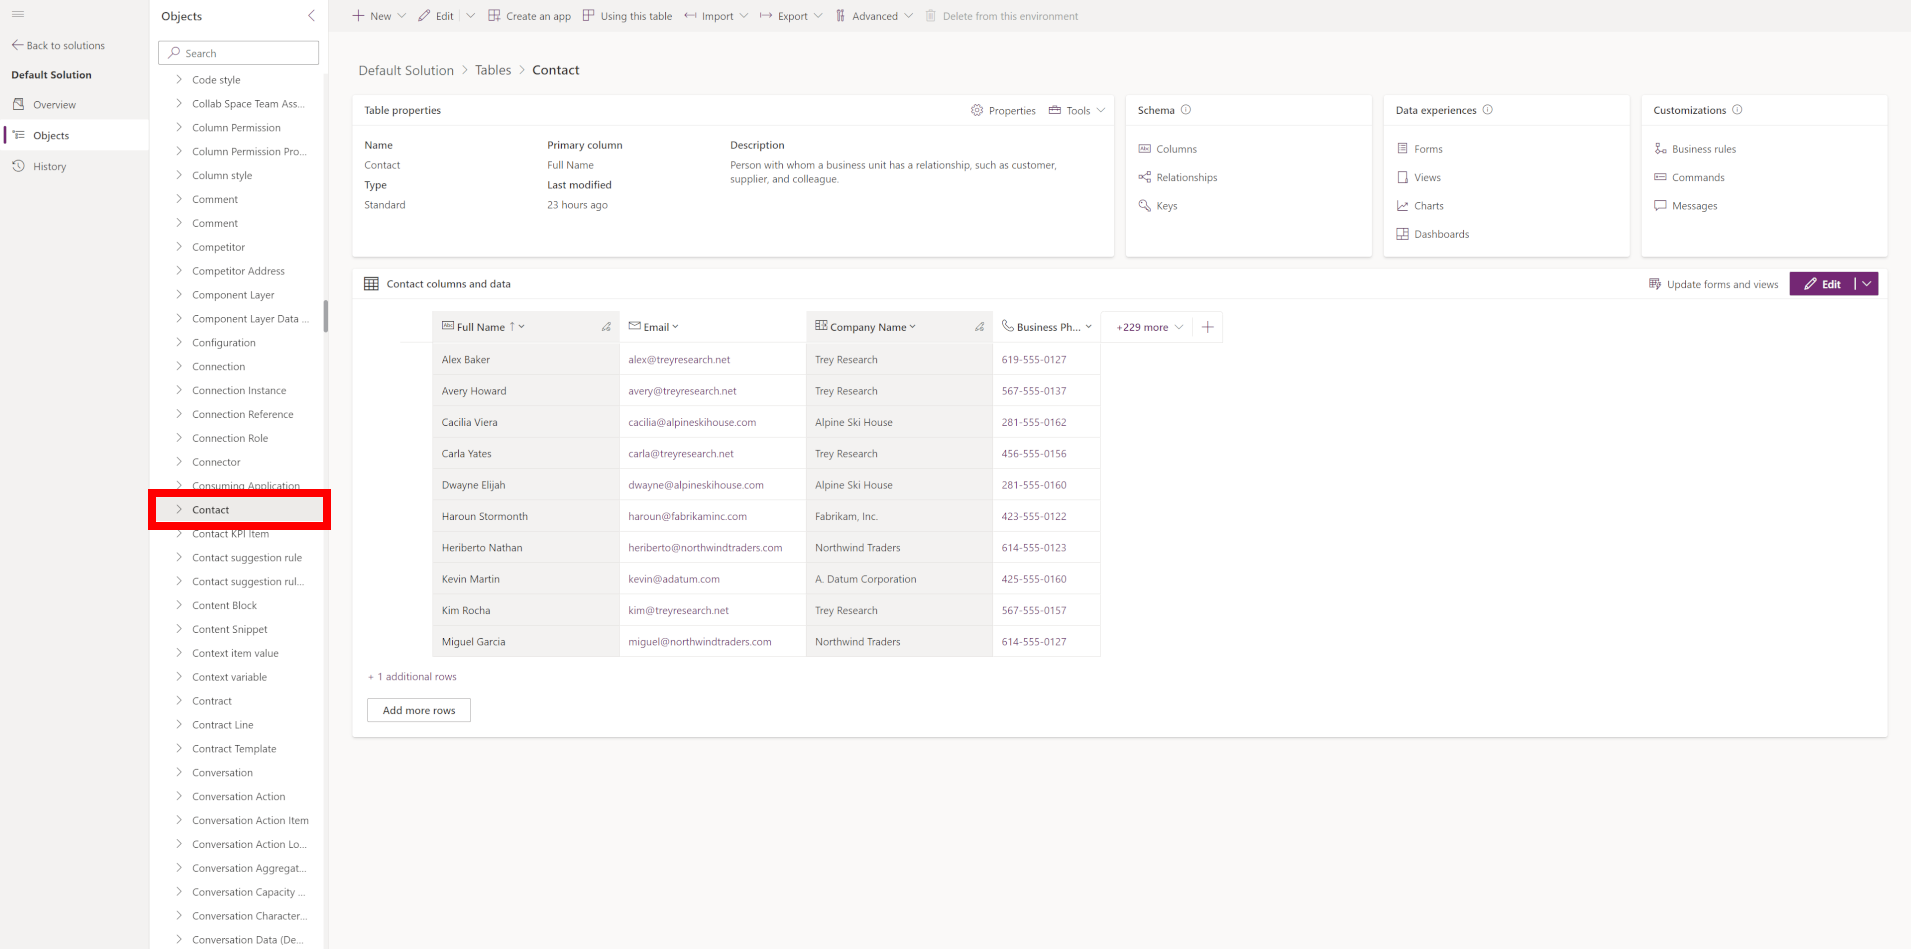 Back to solutions
Default Solution
Overview
Objects
History
Objects
Search
Code style
Collab Space Team Ass...
Column Permission
Column Permission Pro...
Column style
Comment
Comment
Competitor
Competitor Address
Component Layer
Component Layer Data ...
Configuration
Connection
Connection Instance
Connection Reference
Connection Role
Connector
Consuming Application
Contact
Contact KPI Item
Contact suggestion rule
Contact suggestion rul...
Content Block
Content Snippet
Context item value
Context variable
Contract
Contract Line
Contract Template
Conversation
Conversation Action
Conversation Action Item
Conversation Action Lo...
Conversation Aggregat...
Conversation Capacity ...
Conversation Character...
Conversation Data (De...
New Edit Create an app Using this table Import Export Advanced Delete from this environment
Default Solution > Tables > Contact
Table properties Properties Tools
Name Primary column Description
Contact Full Name Person with whom a business unit has a relationship, such as customer,
supplier, and colleague.
Type Last modified
Standard 23 hours ago
Schema
Columns
Relationships
Keys
Data experiences
Forms
Views
Charts
Dashboards
Customizations
Business rules
Commands
Messages
Contact columns and data Update forms and views Edit
Abc Full Name ↑ Email Company Name Business Ph... +229 more
Alex Baker alex@treyresearch.net Trey Research 619-555-0127
Avery Howard avery@treyresearch.net Trey Research 567-555-0137
Cacilia Viera cacilia@alpineskihouse.com Alpine Ski House 281-555-0162
Carla Yates carla@treyresearch.net Trey Research 456-555-0156
Dwayne Elijah dwayne@alpineskihouse.com Alpine Ski House 281-555-0160
Haroun Stormonth haroun@fabrikaminc.com Fabrikam, Inc. 423-555-0122
Heriberto Nathan heriberto@northwindtraders.com Northwind Traders 614-555-0123
Kevin Martin kevin@adatum.com A. Datum Corporation 425-555-0160
Kim Rocha kim@treyresearch.net Trey Research 567-555-0157
Miguel Garcia miguel@northwindtraders.com Northwind Traders 614-555-0127
+ 1 additional rows
Add more rows